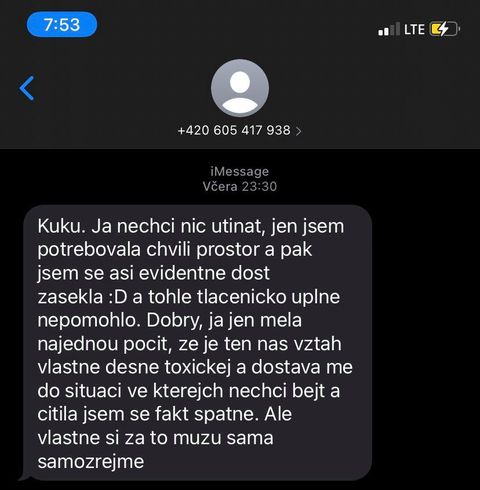 7:53
LTE
+420 605 417 938
iMessage
Včera 23:30
Kuku. Ja nechci nic utinat, jen jsem
potrebovala chvili prostor a pak
jsem se asi evidentne dost
zasekla :D a tohle tlacenicko uplne
nepomohlo. Dobry, ja jen mela
najednou pocit, ze je ten nas vztah
vlastne desne toxickej a dostava me
do situaci ve kterejch nechci bejt a
citila jsem se fakt spatne. Ale
vlastne si za to muzu sama
samozrejme